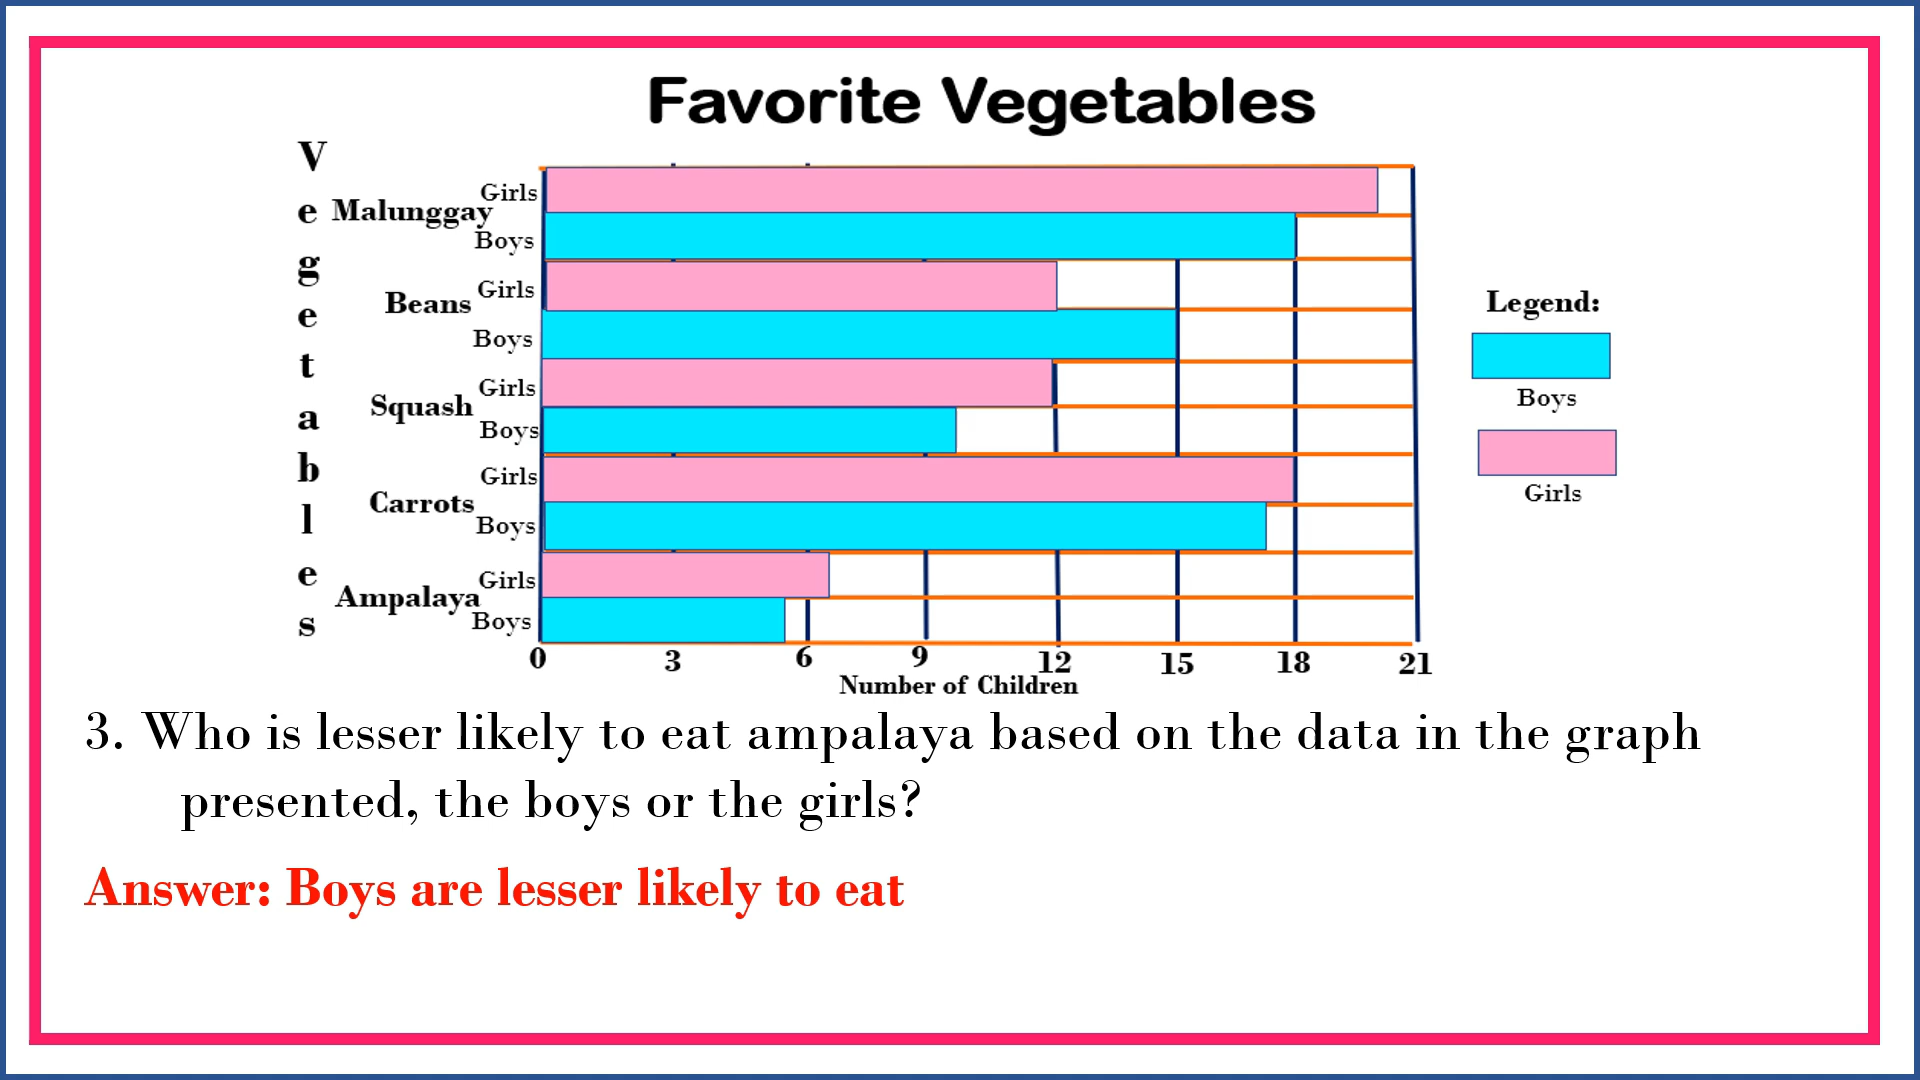 Favorite Vegetables
Vegetables
Malunggay
Girls
Boys
Beans
Girls
Boys
Squash
Girls
Boys
Carrots
Girls
Boys
Ampalaya
Girls
Boys
0 3 6 9 12 15 18 21
Number of Children
Legend:
Boys
Girls
3. Who is lesser likely to eat ampalaya based on the data in the graph
presented, the boys or the girls?
Answer: Boys are lesser likely to eat